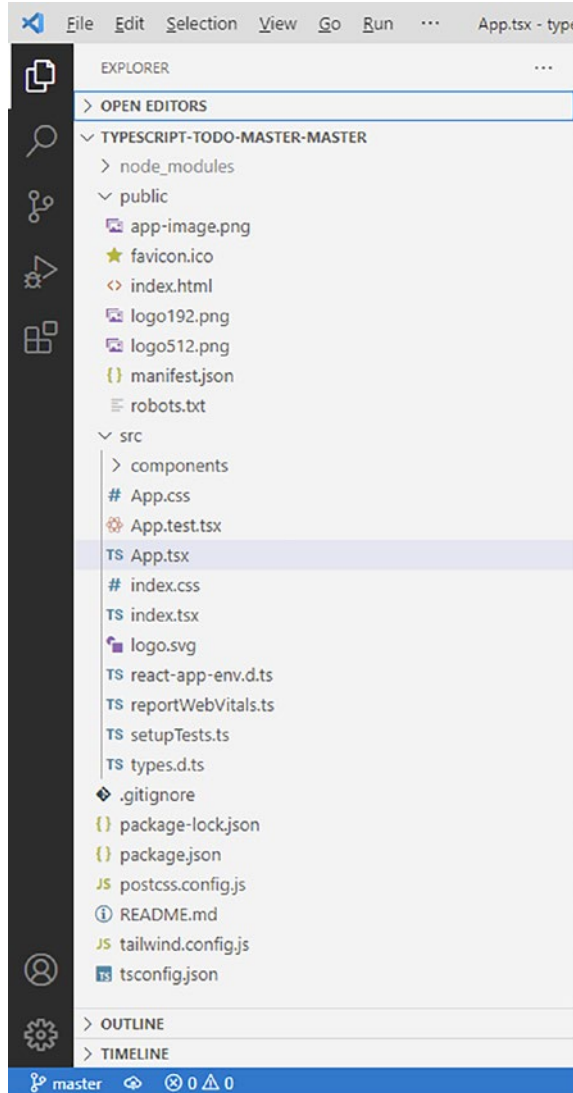 File Edit Selection View Go Run ··· App.tsx - type
EXPLORER ···
> OPEN EDITORS
TYPESCRIPT-TODO-MASTER-MASTER
> node_modules
public
app-image.png
favicon.ico
<> index.html
logo192.png
logo512.png
{} manifest.json
robots.txt
src
> components
# App.css
App.test.tsx
TS App.tsx
# index.css
TS index.tsx
logo.svg
TS react-app-env.d.ts
TS reportWebVitals.ts
TS setupTests.ts
TS types.d.ts
.gitignore
{} package-lock.json
{} package.json
JS postcss.config.js
README.md
JS tailwind.config.js
TS tsconfig.json
> OUTLINE
> TIMELINE
master 0 0